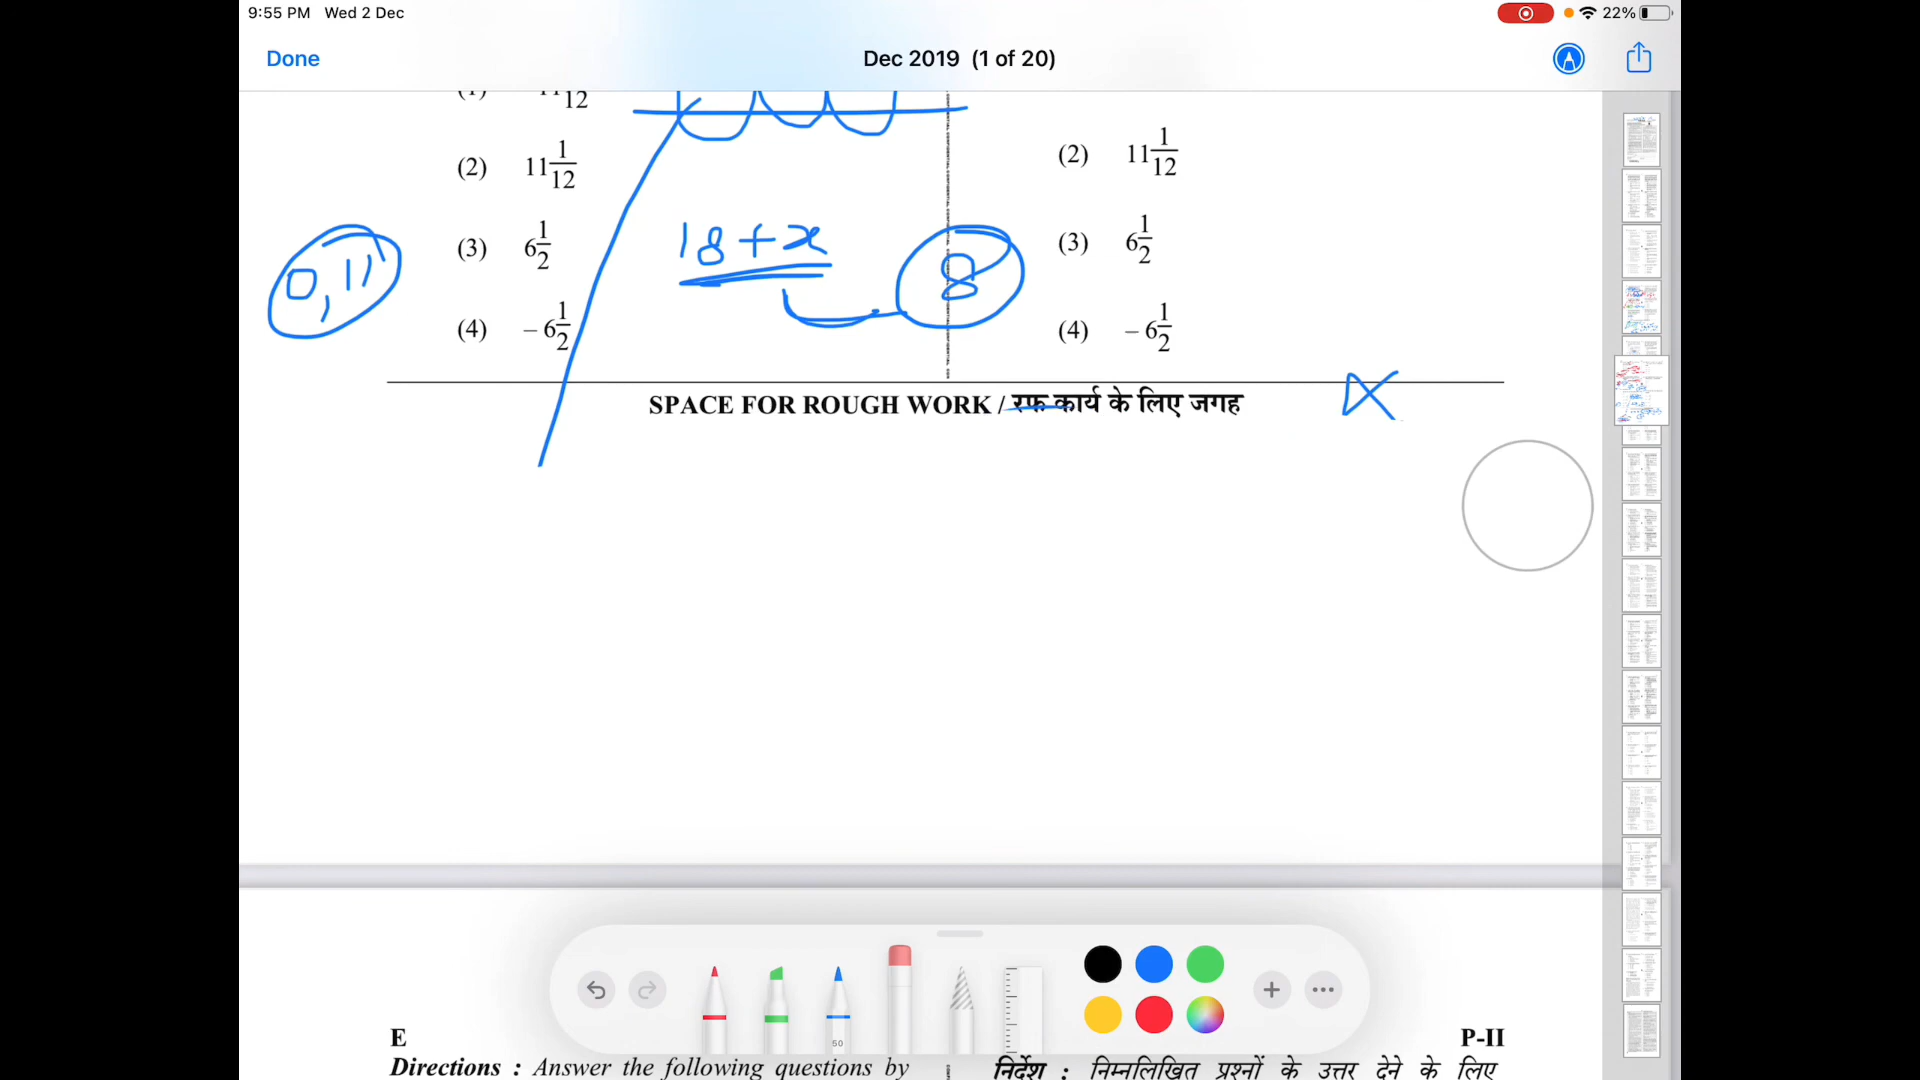 9:55 PM Wed 2 Dec
22%
Done
Dec 2019 (1 of 20)
(2) 11 1/12
(3) 6 1/2
(4) – 6 1/2
0, 11
18+x
8
(2) 11 1/12
(3) 6 1/2
(4) – 6 1/2
SPACE FOR ROUGH WORK / रफ कार्य के लिए जगह
50
E
P-II
Directions : Answer the following questions by
निर्देश : निम्नलिखित प्रश्नों के उत्तर देने के लिए